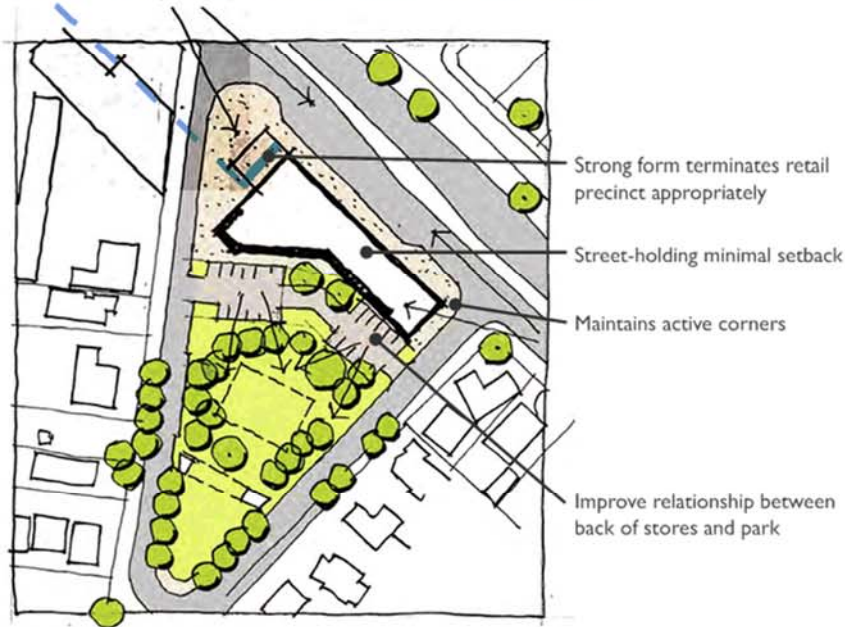 Strong form terminates retail
precinct appropriately
Street-holding minimal setback
Maintains active corners
Improve relationship between
back of stores and park